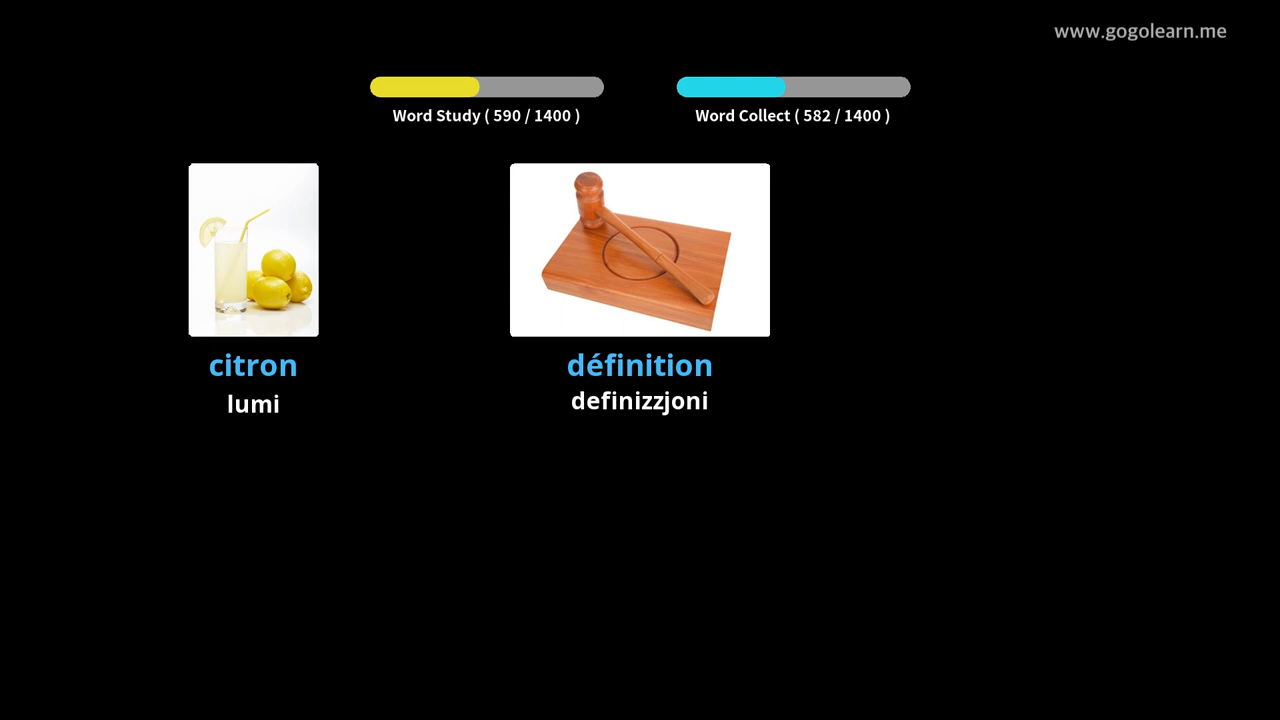 www.gogolearn.me
Word Study ( 590 / 1400 )
Word Collect ( 582 / 1400 )
citron
lumi
définition
definizzjoni